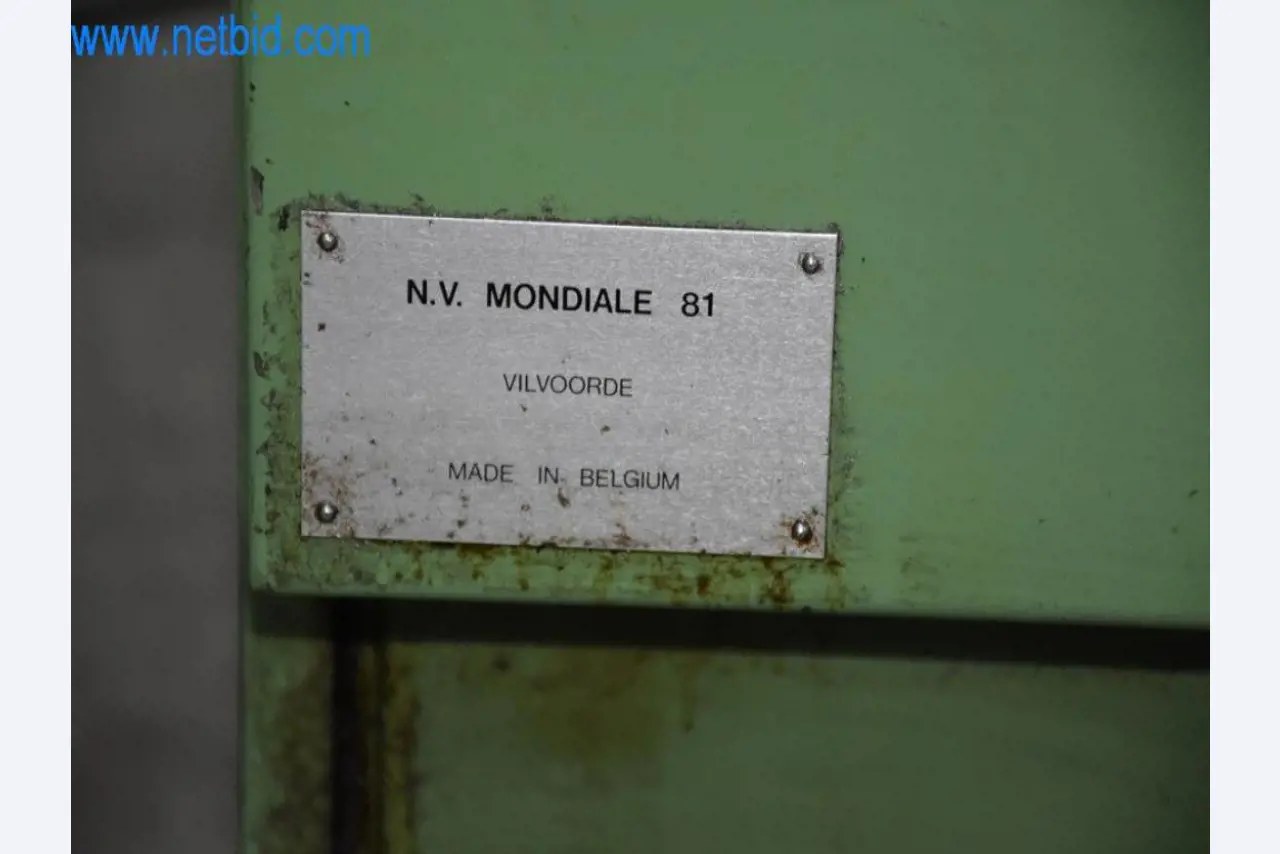 www.netbid.com
N.V. MONDIALE 81
VILVOORDE
MADE IN BELGIUM